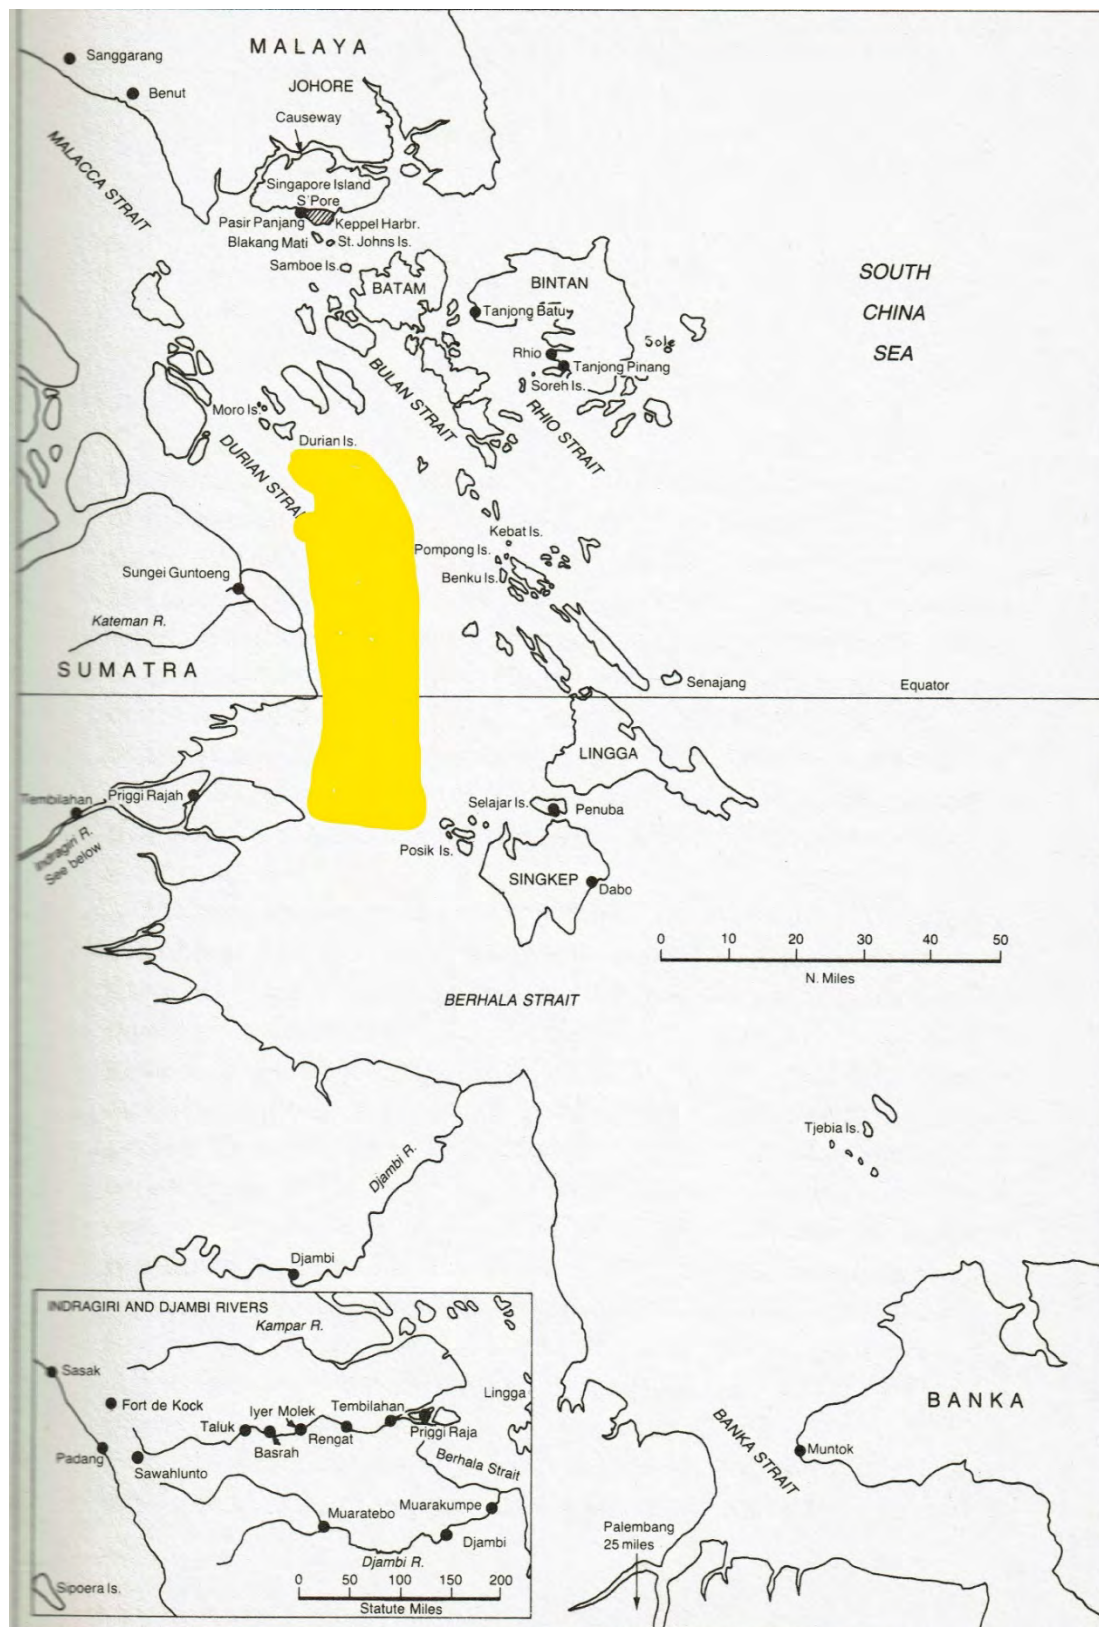 MALAYA
Sanggarang
Benut
JOHORE
Causeway
MALACCA STRAIT
Singapore Island
S'Pore
Pasir Panjang
Keppel Harbr.
Blakang Mati
St. Johns Is.
Samboe Is.
BATAM
BINTAN
SOUTH
CHINA
SEA
Tanjong Batu
Rhio
Tanjong Pinang
Soreh Is.
BULAN STRAIT
RHIO STRAIT
Moro Is.
Durian Is.
DURIAN STRAI
Kebat Is.
Pompong Is.
Benku Is.
Sungei Guntoeng
Kateman R.
SUMATRA
Senajang
Equator
LINGGA
Tembilahan
Priggi Rajah
Selajar Is.
Penuba
Indragiri R.
See below
Posik Is.
SINGKEP
Dabo
0 10 20 30 40 50
N. Miles
BERHALA STRAIT
Tjebia Is.
Djambi R.
Djambi
INDRAGIRI AND DJAMBI RIVERS
Kampar R.
Sasak
Fort de Kock
Lingga
Iyer Molek
Tembilahan
Taluk
Rengat
Priggi Raja
Basrah
Padang
Sawahlunto
Berhala Strait
Muaratebo
Muarakumpe
Djambi
Djambi R.
Sipoera Is.
0 50 100 150 200
Statute Miles
BANKA
BANKA STRAIT
Muntok
Palembang
25 miles